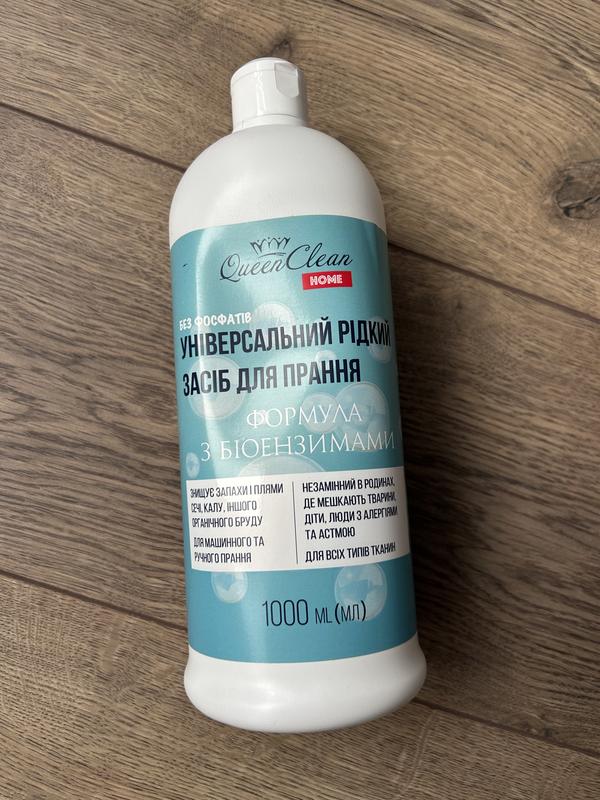 Queen Clean
HOME
БЕЗ ФОСФАТІВ
УНІВЕРСАЛЬНИЙ РІДКИЙ
ЗАСІБ ДЛЯ ПРАННЯ
ФОРМУЛА
З БІОЕНЗИМАМИ
ЗНИЩУЄ ЗАПАХИ І ПЛЯМИ
СЕЧІ, КАЛУ, ІНШОГО
ОРГАНІЧНОГО БРУДУ
ДЛЯ МАШИННОГО ТА
РУЧНОГО ПРАННЯ
НЕЗАМІННИЙ В РОДИНАХ,
ДЕ МЕШКАЮТЬ ТВАРИНИ,
ДІТИ, ЛЮДИ З АЛЕРГІЯМИ
ТА АСТМОЮ
ДЛЯ ВСІХ ТИПІВ ТКАНИН
1000 ML (МЛ)